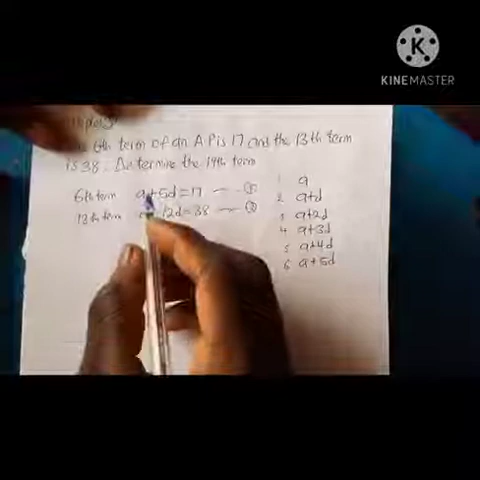 K
KINEMASTER
6th term of an AP is 17 and the 13th term
is 38. Determine the 19th term
6th term a+5d=17 — ①
13th term 12d=38 — ②
1 a
2 a+d
3 a+2d
4 a+3d
5 a+4d
6 a+5d